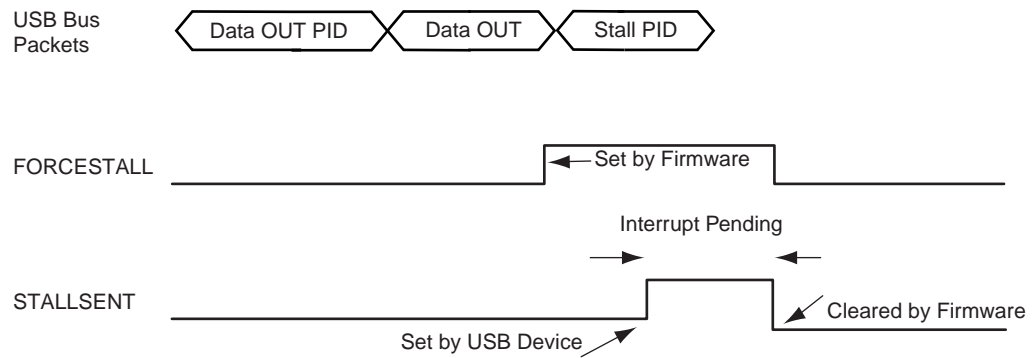 USB Bus
Packets
Data OUT PID
Data OUT
Stall PID
FORCESTALL
Set by Firmware
Interrupt Pending
STALLSENT
Cleared by Firmware
Set by USB Device